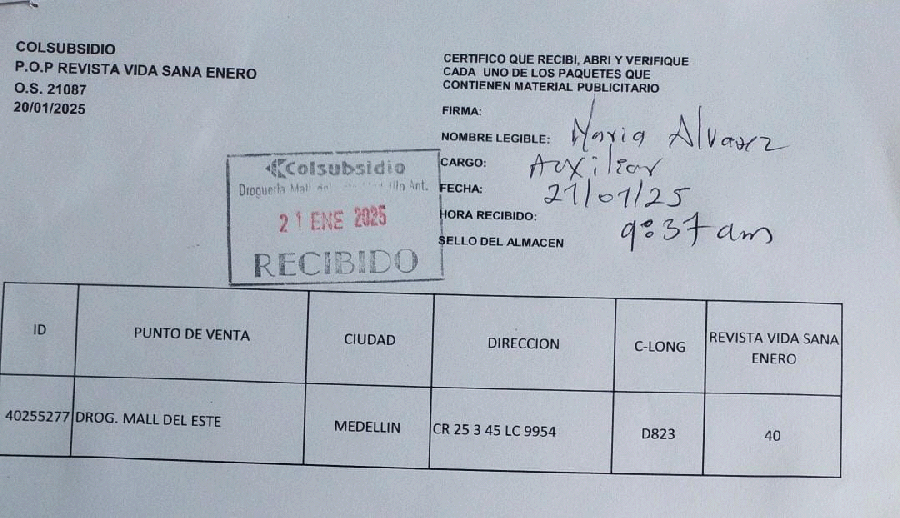 COLSUBSIDIO
P.O.P REVISTA VIDA SANA ENERO
O.S. 21087
20/01/2025
CERTIFICO QUE RECIBI, ABRI Y VERIFIQUE
CADA UNO DE LOS PAQUETES QUE
CONTIENEN MATERIAL PUBLICITARIO
FIRMA:
NOMBRE LEGIBLE: Maria Alvarez
CARGO: Auxiliar
FECHA: 21/01/25
HORA RECIBIDO: 9:37 am
SELLO DEL ALMACEN
Colsubsidio
Droguería Mall Ant.
21 ENE 2025
RECIBIDO
ID PUNTO DE VENTA CIUDAD DIRECCION C-LONG REVISTA VIDA SANA ENERO
40255277 DROG. MALL DEL ESTE MEDELLIN CR 25 3 45 LC 9954 D823 40